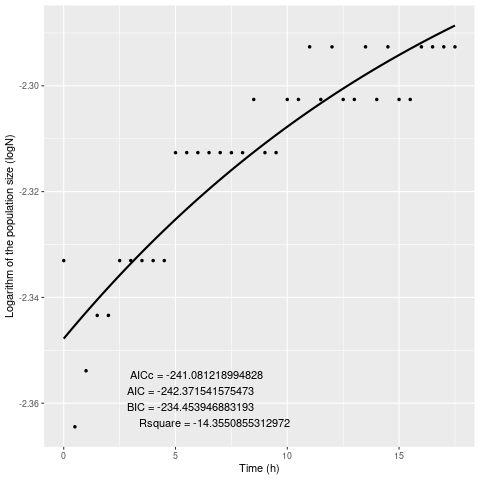 -2.30
-2.32
-2.34
-2.36
Logarithm of the population size (logN)
AICc = -241.081218994828
AIC = -242.371541575473
BIC = -234.453946883193
Rsquare = -14.3550855312972
0 5 10 15
Time (h)